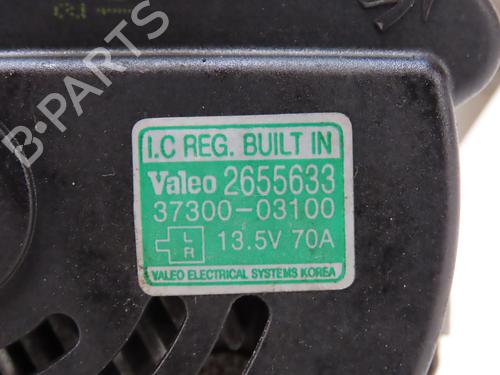 B-PARTS
I.C REG. BUILT IN
Valeo 2655633
37300-03100
L
R 13.5V 70A
VALEO ELECTRICAL SYSTEMS KOREA